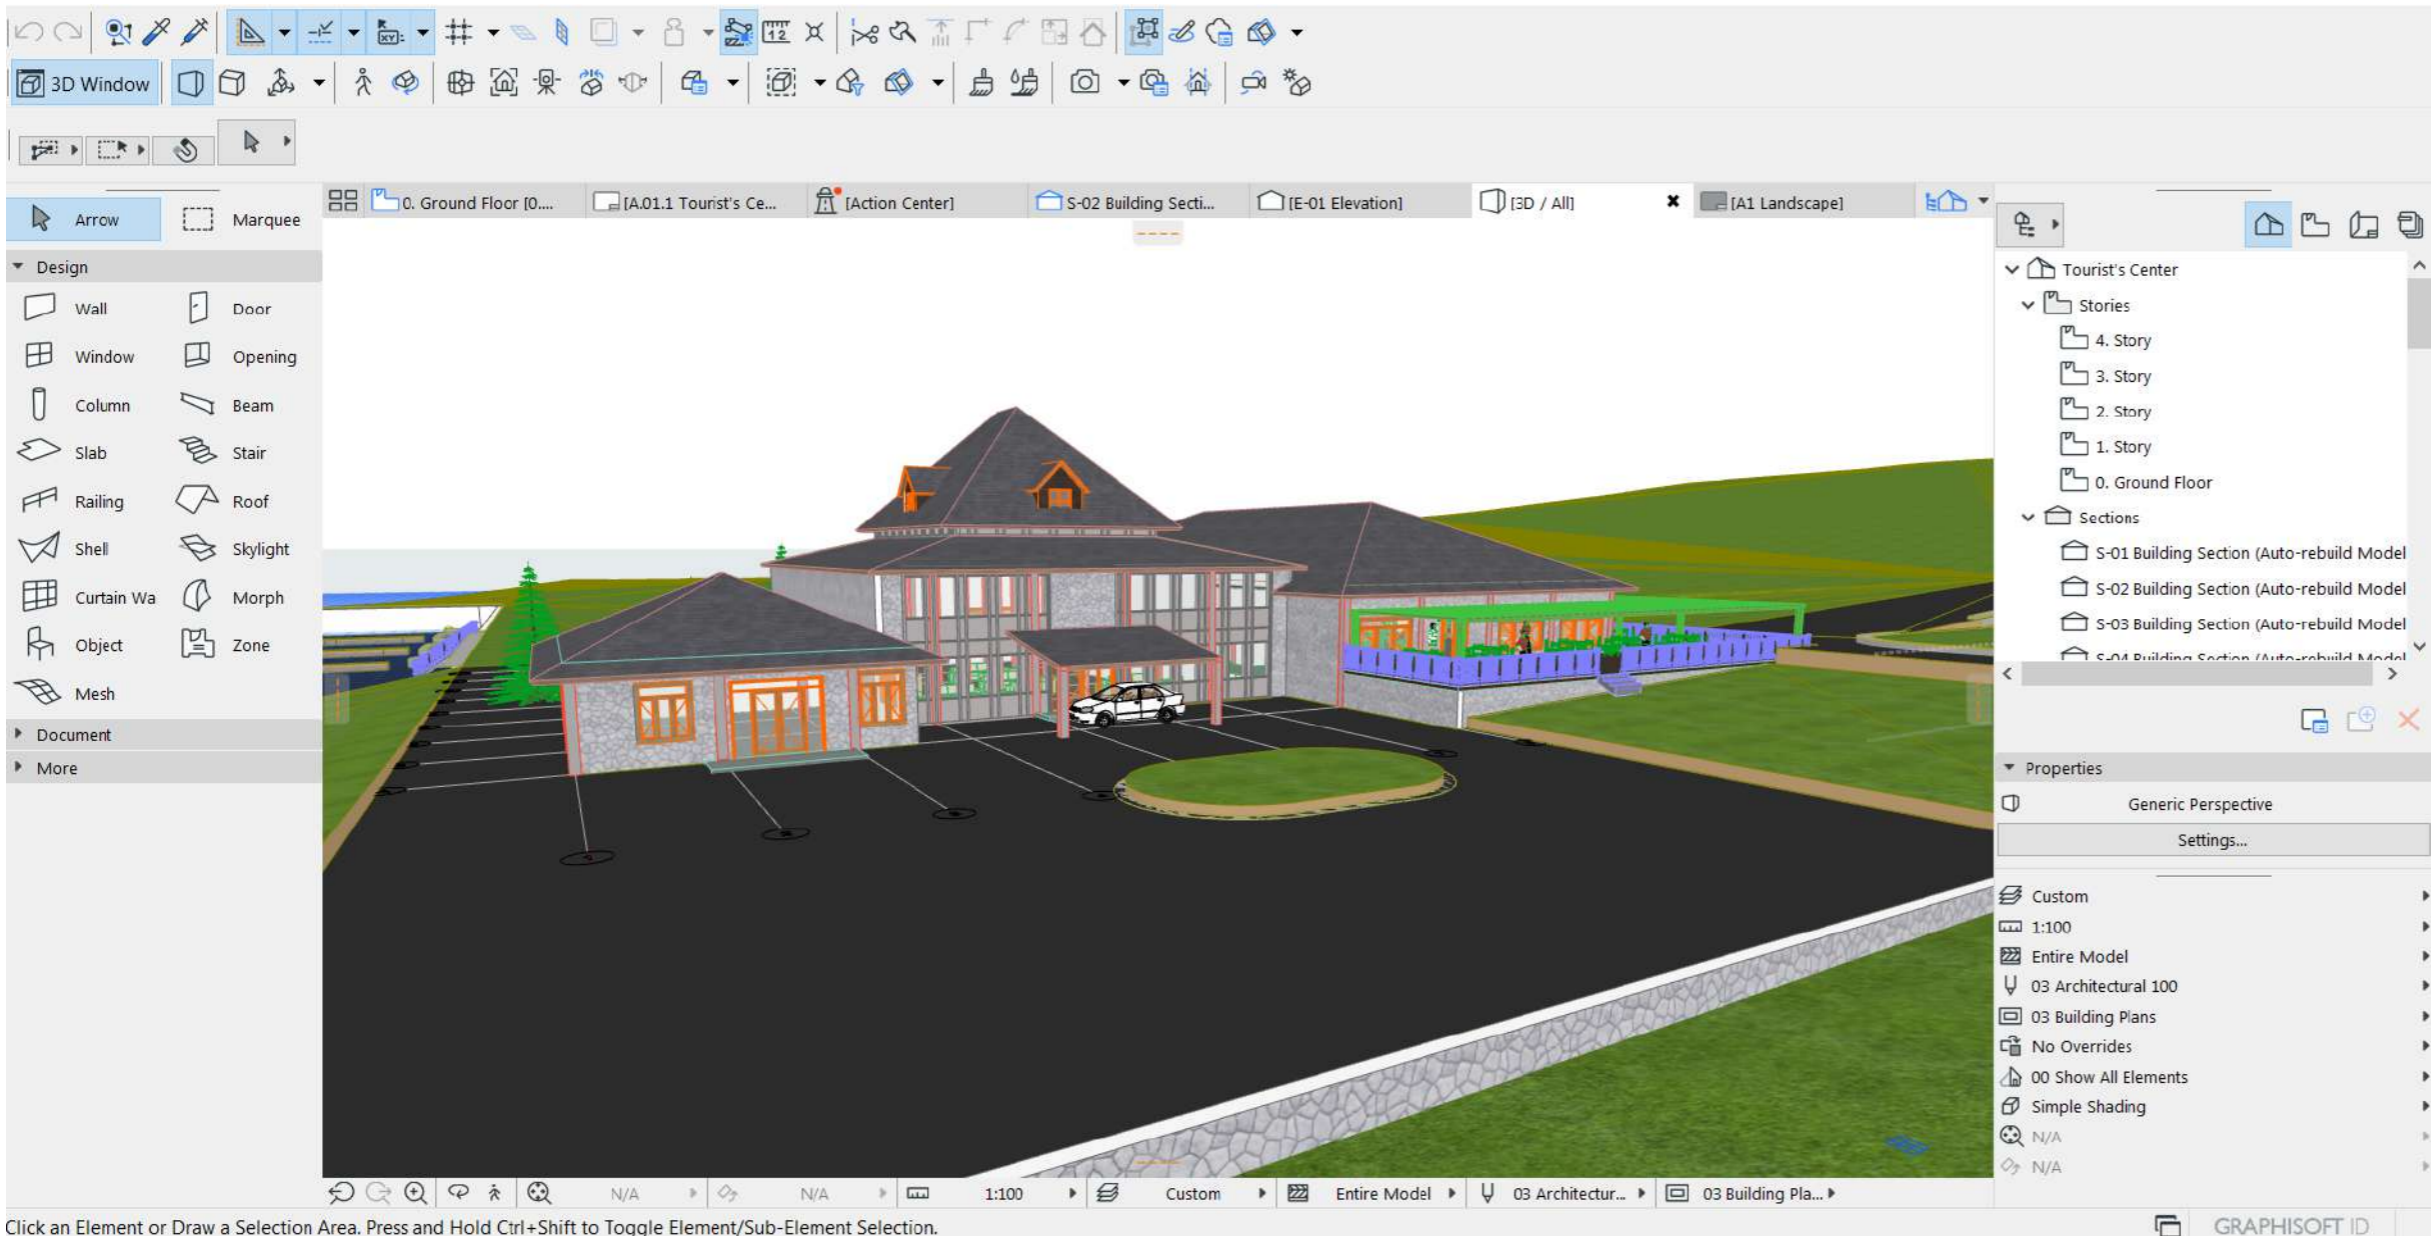 3D Window
Arrow
Marquee
Design
Wall
Door
Window
Opening
Column
Beam
Slab
Stair
Railing
Roof
Shell
Skylight
Curtain Wa
Morph
Object
Zone
Mesh
Document
More
0. Ground Floor [0....
[A.01.1 Tourist's Ce...
[Action Center]
S-02 Building Secti...
[E-01 Elevation]
[3D / All]
[A1 Landscape]
Tourist's Center
Stories
4. Story
3. Story
2. Story
1. Story
0. Ground Floor
Sections
S-01 Building Section (Auto-rebuild Model
S-02 Building Section (Auto-rebuild Model
S-03 Building Section (Auto-rebuild Model
S-04 Building Section (Auto-rebuild Model
Properties
Generic Perspective
Settings...
Custom
1:100
Entire Model
03 Architectural 100
03 Building Plans
No Overrides
00 Show All Elements
Simple Shading
N/A
N/A
N/A N/A 1:100 Custom Entire Model 03 Architectur... 03 Building Pla...
Click an Element or Draw a Selection Area. Press and Hold Ctrl+Shift to Toggle Element/Sub-Element Selection.
GRAPHISOFT ID